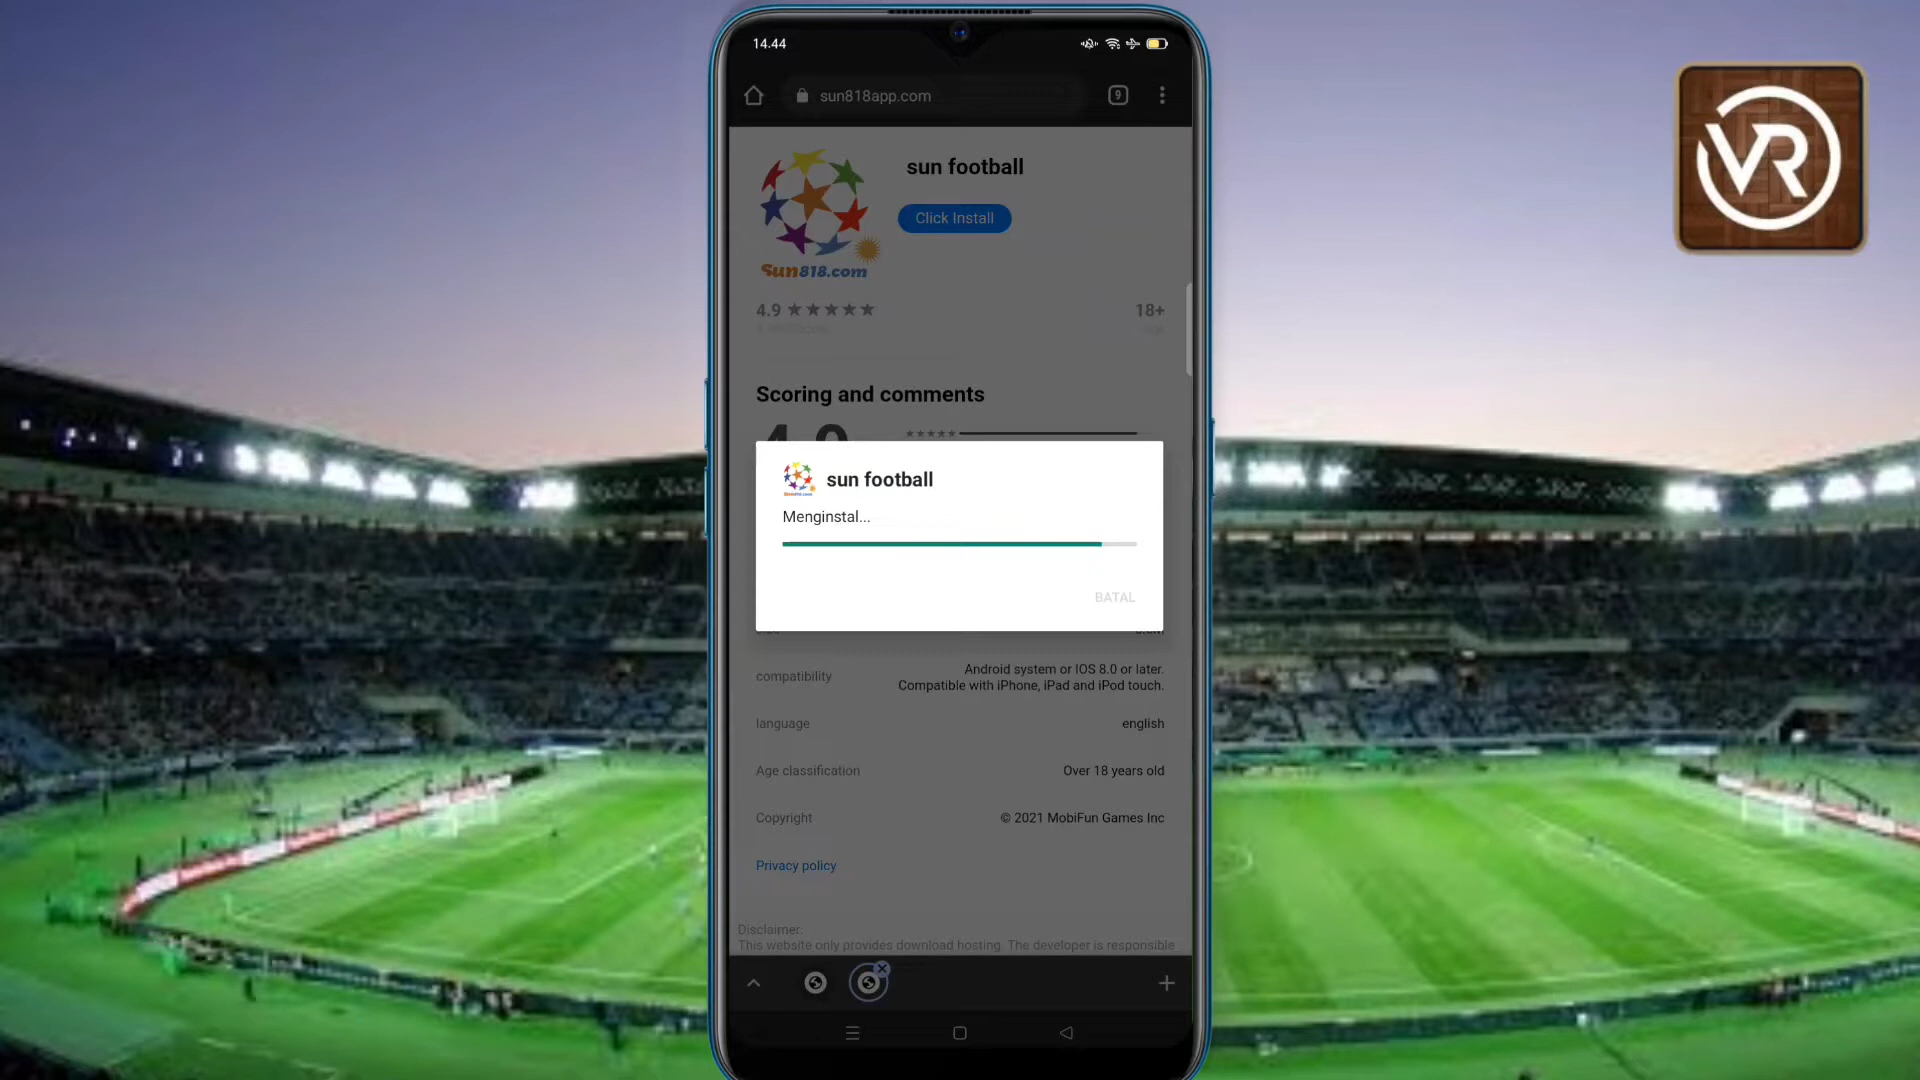 14.44
sun818app.com
9
VR
sun football
Click Install
Sun818.com
4.9 ★★★★★
18+
Scoring and comments
4.9
★★★★★
sun football
Menginstal...
BATAL
compatibility
Android system or IOS 8.0 or later.
Compatible with iPhone, iPad and iPod touch.
language
english
Age classification
Over 18 years old
Copyright
© 2021 MobiFun Games Inc
Privacy policy
Disclaimer:
This website only provides download hosting. The developer is responsible